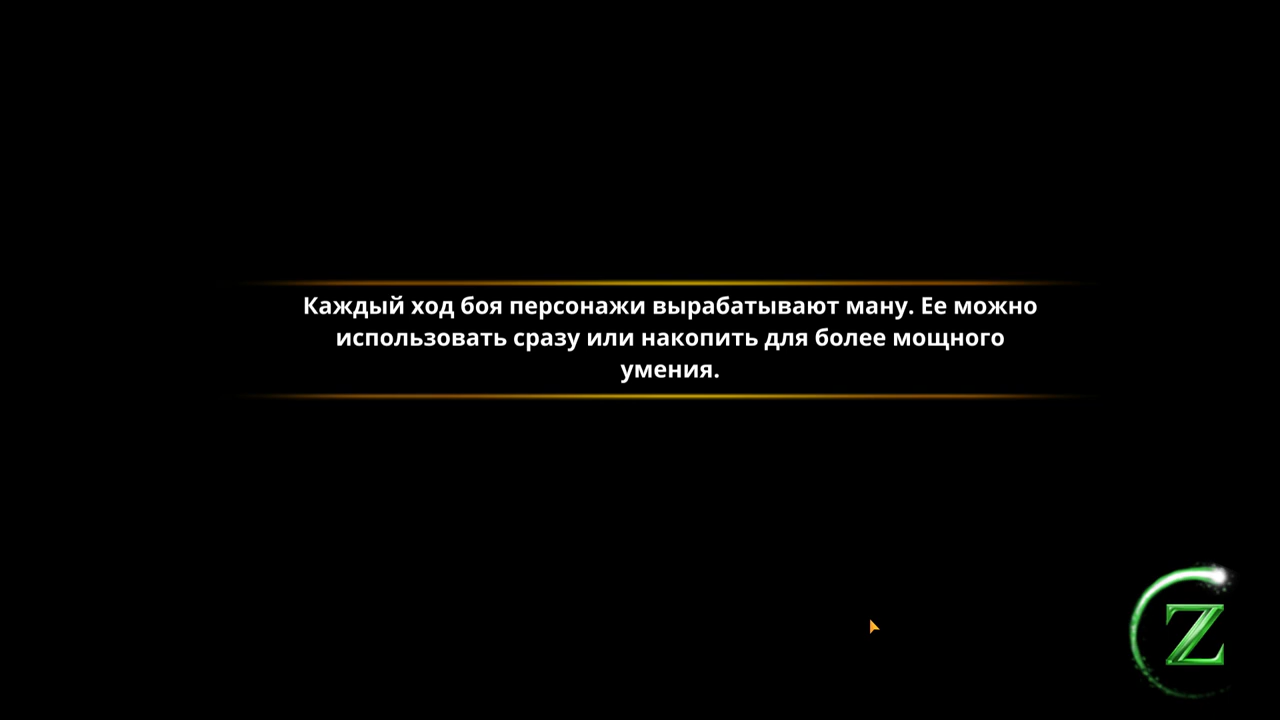 Каждый ход боя персонажи вырабатывают ману. Ее можно
использовать сразу или накопить для более мощного
умения.
Z